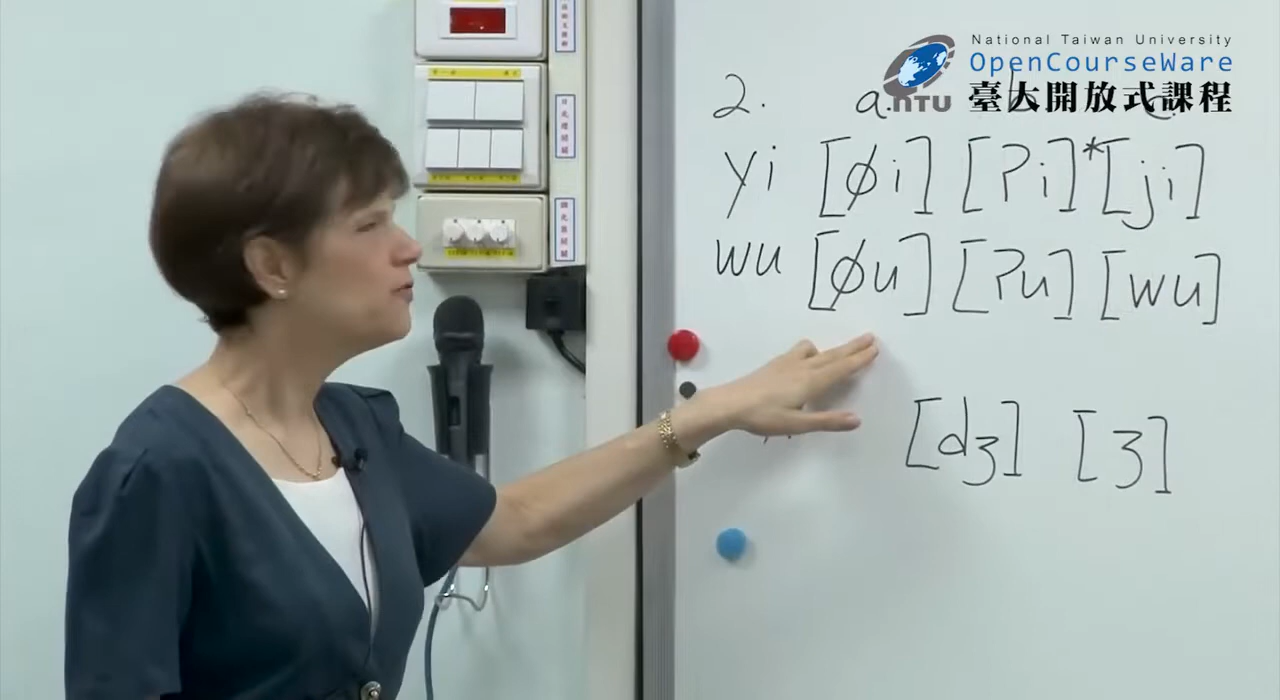 National Taiwan University
OpenCourseWare
臺大開放式課程
NTU
2. a. b. c.
yi [øi] [ʔi] *[ji]
wu [øu] [ʔu] [wu]
[dʒ] [ʒ]